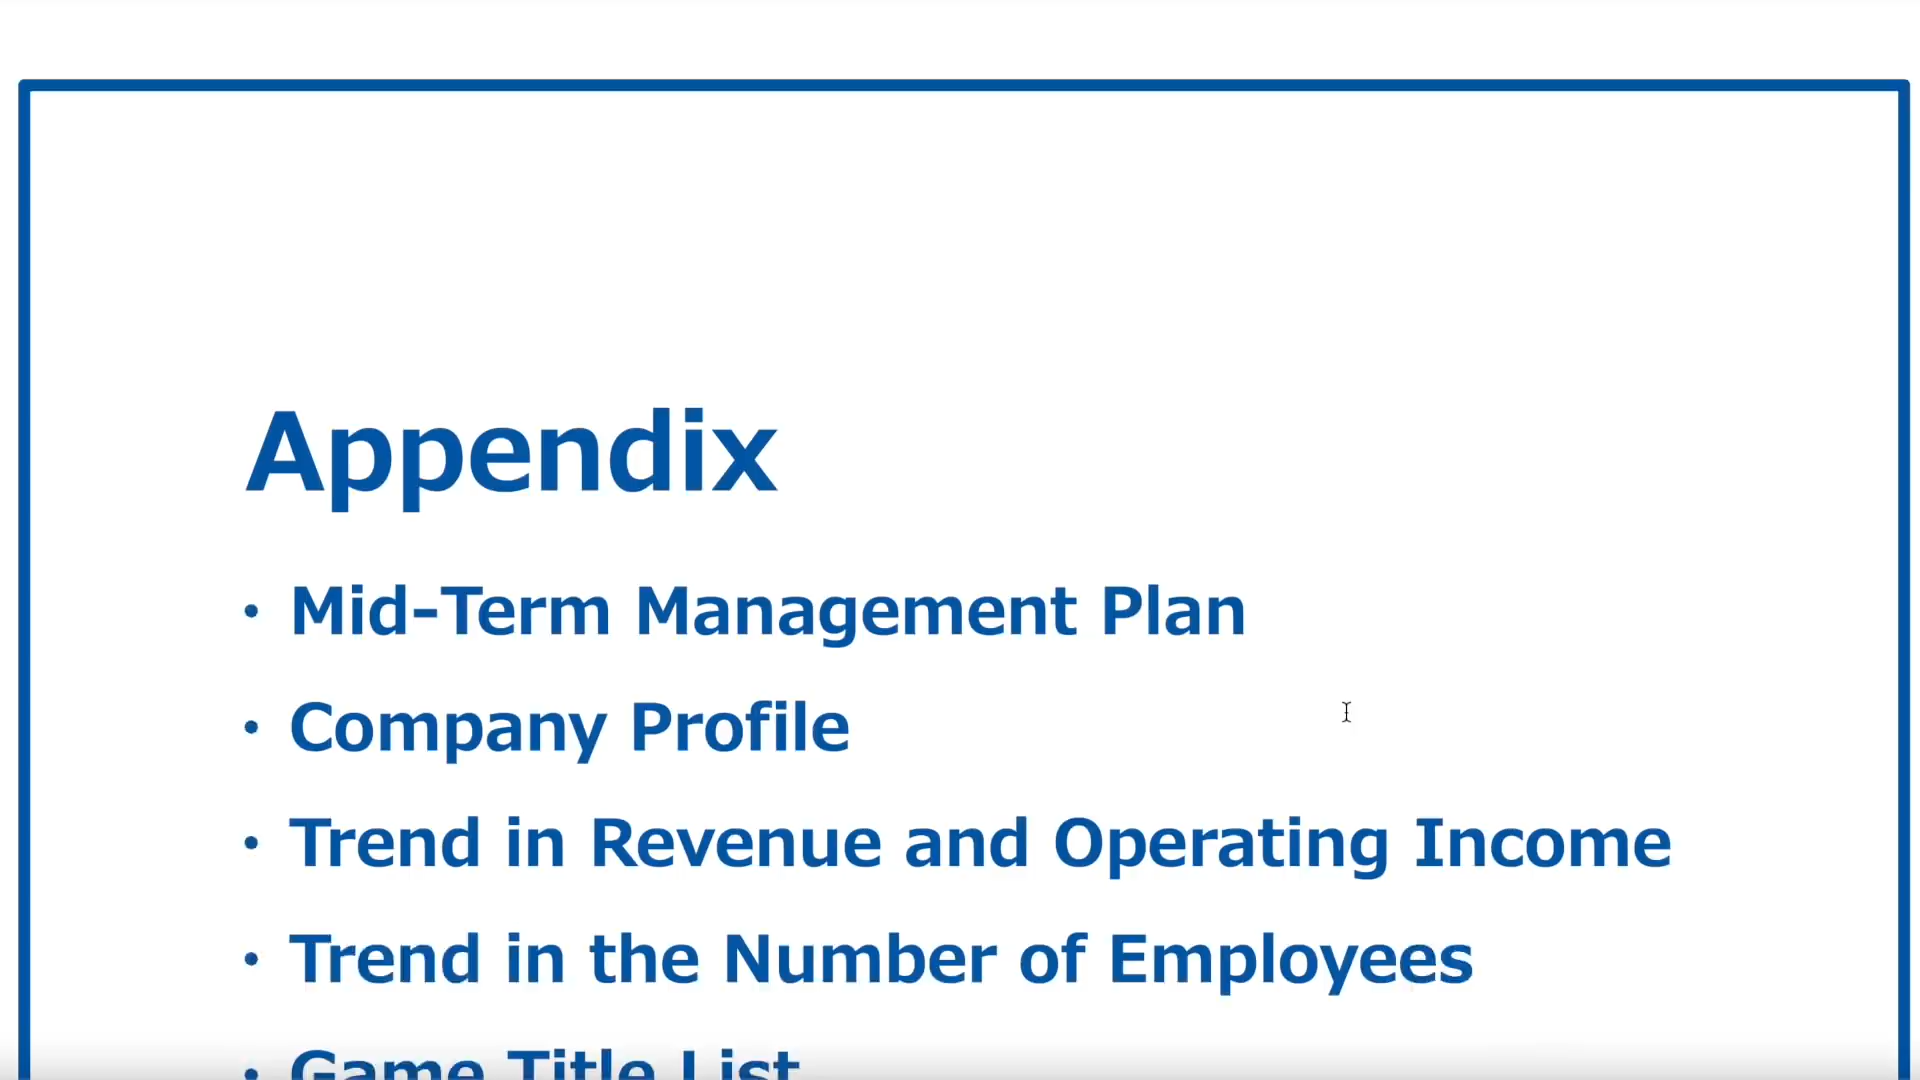 Appendix
・ Mid-Term Management Plan
・ Company Profile
・ Trend in Revenue and Operating Income
・ Trend in the Number of Employees
・ Game Title List